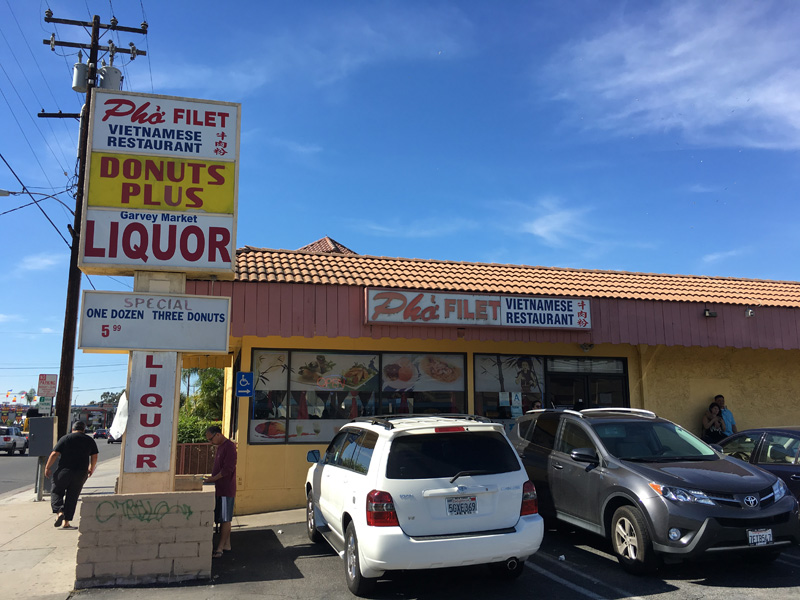 Phở FILET
VIETNAMESE
RESTAURANT
牛肉粉
DONUTS
PLUS
Garvey Market
LIQUOR
SPECIAL
ONE DOZEN THREE DONUTS
5 99
LIQUOR
Phở FILET
VIETNAMESE
RESTAURANT
牛肉粉